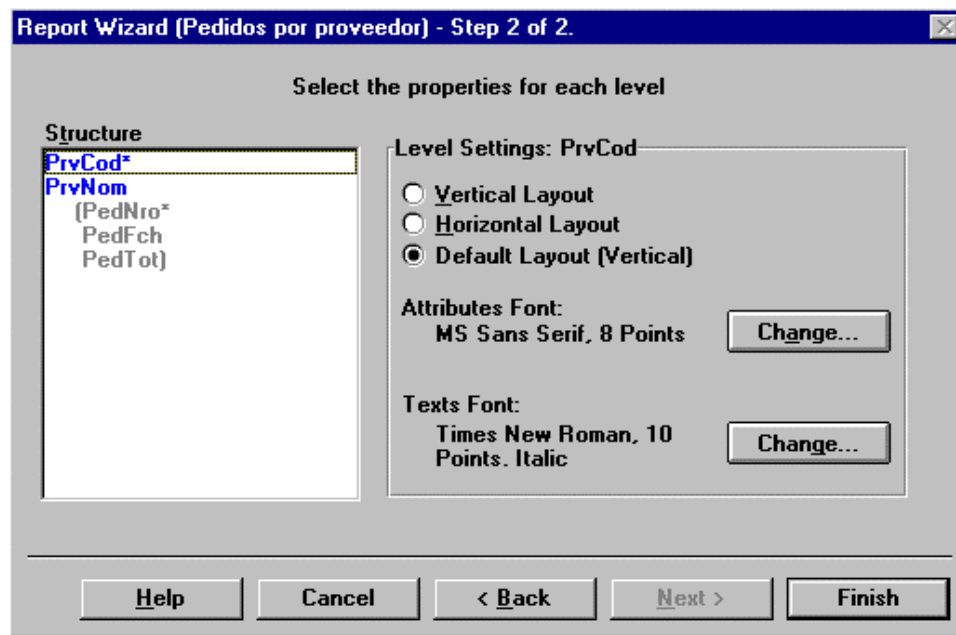 Report Wizard (Pedidos por proveedor) - Step 2 of 2.
Select the properties for each level
Structure
PrvCod*
PrvNom
(PedNro*
PedFch
PedTot)
Level Settings: PrvCod
Vertical Layout
Horizontal Layout
Default Layout (Vertical)
Attributes Font:
MS Sans Serif, 8 Points
Change...
Texts Font:
Times New Roman, 10
Points. Italic
Change...
Help
Cancel
< Back
Next >
Finish